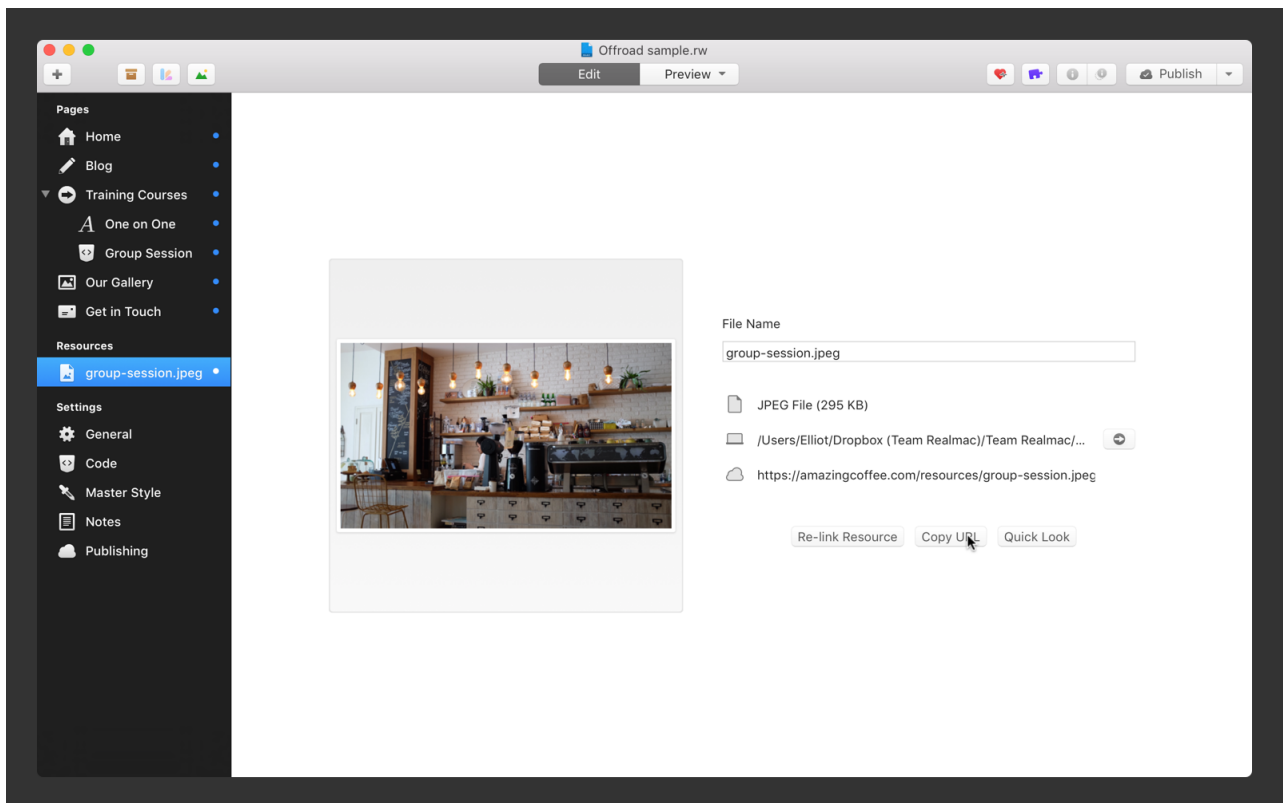 Offroad sample.rw
Edit
Preview
Publish
Pages
Home
Blog
Training Courses
One on One
Group Session
Our Gallery
Get in Touch
Resources
group-session.jpeg
Settings
General
Code
Master Style
Notes
Publishing
File Name
group-session.jpeg
JPEG File (295 KB)
/Users/Elliot/Dropbox (Team Realmac)/Team Realmac/...
https://amazingcoffee.com/resources/group-session.jpeg
Re-link Resource
Copy URL
Quick Look